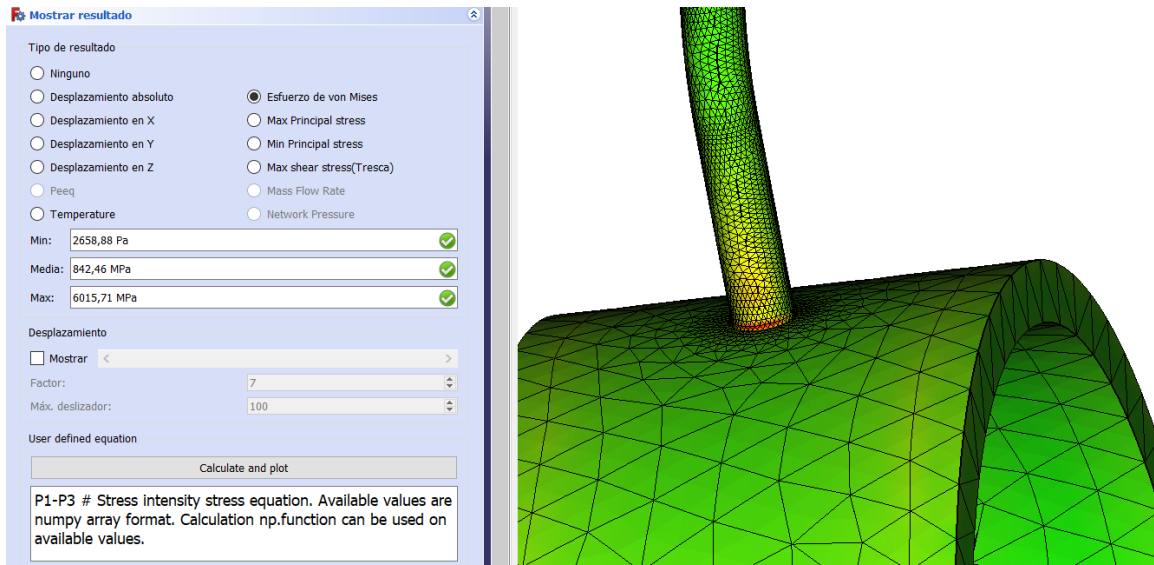 Mostrar resultado
Tipo de resultado
Ninguno
Desplazamiento absoluto
Esfuerzo de von Mises
Desplazamiento en X
Max Principal stress
Desplazamiento en Y
Min Principal stress
Desplazamiento en Z
Max shear stress(Tresca)
Peeq
Mass Flow Rate
Temperature
Network Pressure
Min: 2658,88 Pa
Media: 842,46 MPa
Max: 6015,71 MPa
Desplazamiento
Mostrar
Factor: 7
Máx. deslizador: 100
User defined equation
Calculate and plot
P1-P3 # Stress intensity stress equation. Available values are
numpy array format. Calculation np.function can be used on
available values.